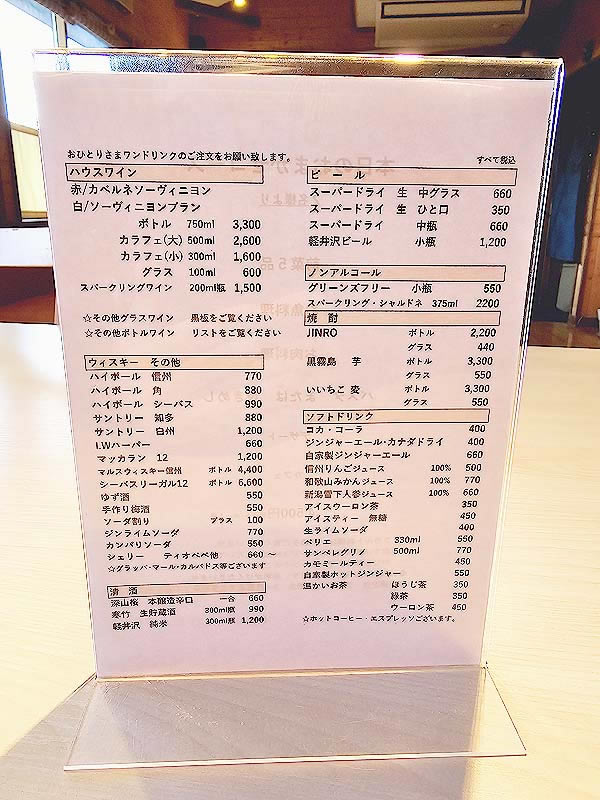 おひとりさまワンドリンクのご注文をお願い致します。
すべて税込
ハウスワイン
赤/カベルネソーヴィニヨン
白/ソーヴィニヨンブラン
ボトル 750ml 3,300
カラフェ(大) 500ml 2,600
カラフェ(小) 300ml 1,600
グラス 100ml 600
スパークリングワイン 200ml瓶 1,500
☆その他グラスワイン 黒板をご覧ください
☆その他ボトルワイン リストをご覧ください
ウィスキー その他
ハイボール 信州 770
ハイボール 角 880
ハイボール シーバス 990
サントリー 知多 880
サントリー 白州 1,200
I.Wハーパー 660
マッカラン 12 1,200
マルスウィスキー信州 ボトル 4,400
シーバスリーガル12 ボトル 6,600
ゆず酒 550
手作り梅酒 550
ソーダ割り プラス 100
ジンライムソーダ 770
カンパリソーダ 550
シェリー ティオペペ他 660 ～
☆グラッパ・マール・カルバドス等ございます
清 酒
深山桜 本醸造辛口 一合 660
寒竹 生貯蔵酒 300ml瓶 990
軽井沢 純米 300ml瓶 1,200
ビール
スーパードライ 生 中グラス 660
スーパードライ 生 ひと口 350
スーパードライ 中瓶 660
軽井沢ビール 小瓶 1,200
ノンアルコール
グリーンズフリー 小瓶 550
スパークリング・シャルドネ 375ml 2200
焼 酎
JINRO ボトル 2,200
グラス 440
黒霧島 芋 ボトル 3,300
グラス 550
いいちこ 麦 ボトル 3,300
グラス 550
ソフトドリンク
コカ・コーラ 400
ジンジャーエール・カナダドライ 400
自家製ジンジャーエール 660
信州りんごジュース 100% 500
和歌山みかんジュース 100% 770
新潟雪下人参ジュース 100% 660
アイスウーロン茶 350
アイスティー 無糖 450
生ライムソーダ 400
ペリエ 330ml 550
サンペレグリノ 500ml 770
カモミールティー 450
自家製ホットジンジャー 550
温かいお茶 ほうじ茶 350
緑茶 350
ウーロン茶 450
☆ホットコーヒー・エスプレッソございます。